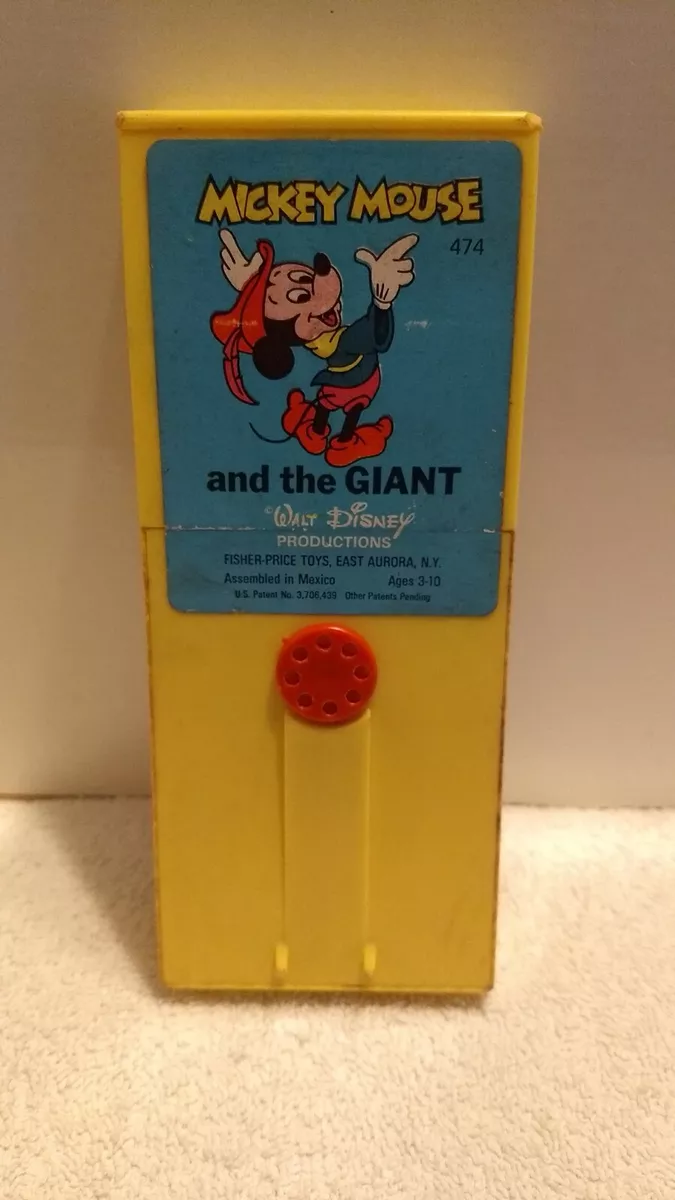 MICKEY MOUSE
474
and the GIANT
©WALT DISNEY
PRODUCTIONS
FISHER-PRICE TOYS, EAST AURORA, N.Y.
Assembled in Mexico Ages 3-10
U.S. Patent No. 3,706,439 Other Patents Pending